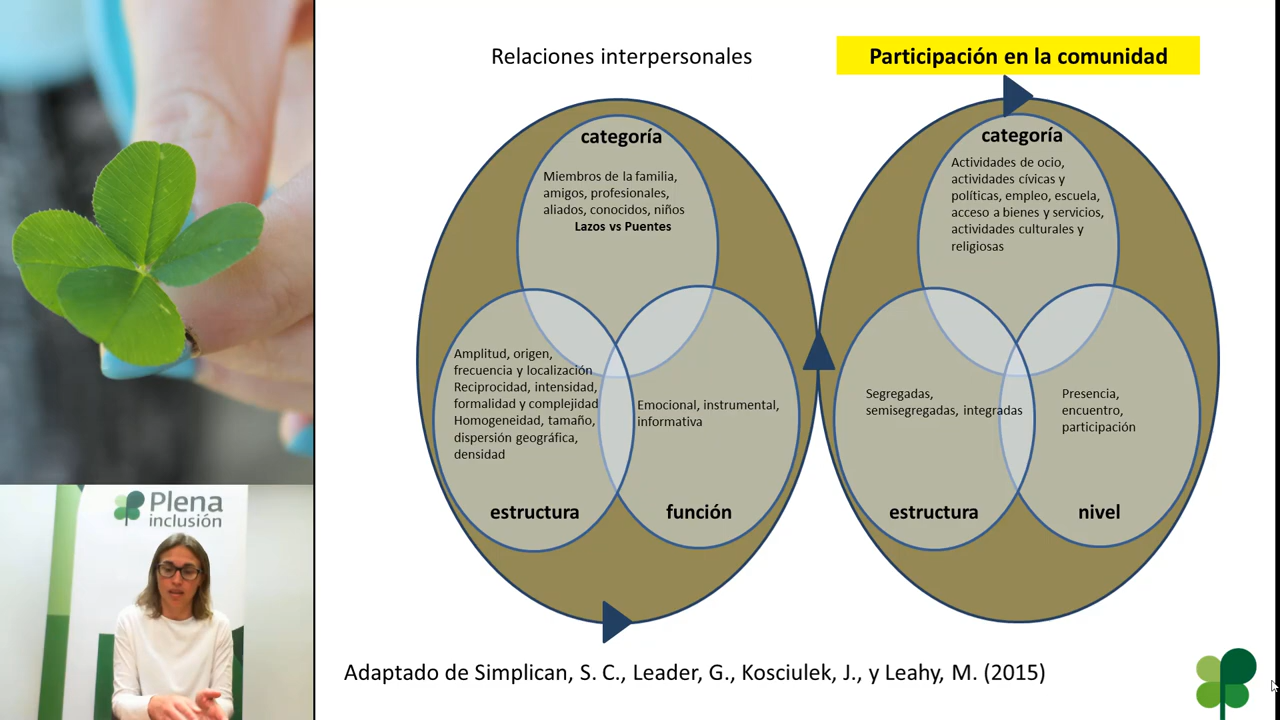 Relaciones interpersonales
Participación en la comunidad
categoría
Miembros de la familia,
amigos, profesionales,
aliados, conocidos, niños
Lazos vs Puentes
Amplitud, origen,
frecuencia y localización
Reciprocidad, intensidad,
formalidad y complejidad
Homogeneidad, tamaño,
dispersión geográfica,
densidad
estructura
Emocional, instrumental,
informativa
función
categoría
Actividades de ocio,
actividades cívicas y
políticas, empleo, escuela,
acceso a bienes y servicios,
actividades culturales y
religiosas
Segregadas,
semisegregadas, integradas
estructura
Presencia,
encuentro,
participación
nivel
Plena
inclusión
Adaptado de Simplican, S. C., Leader, G., Kosciulek, J., y Leahy, M. (2015)